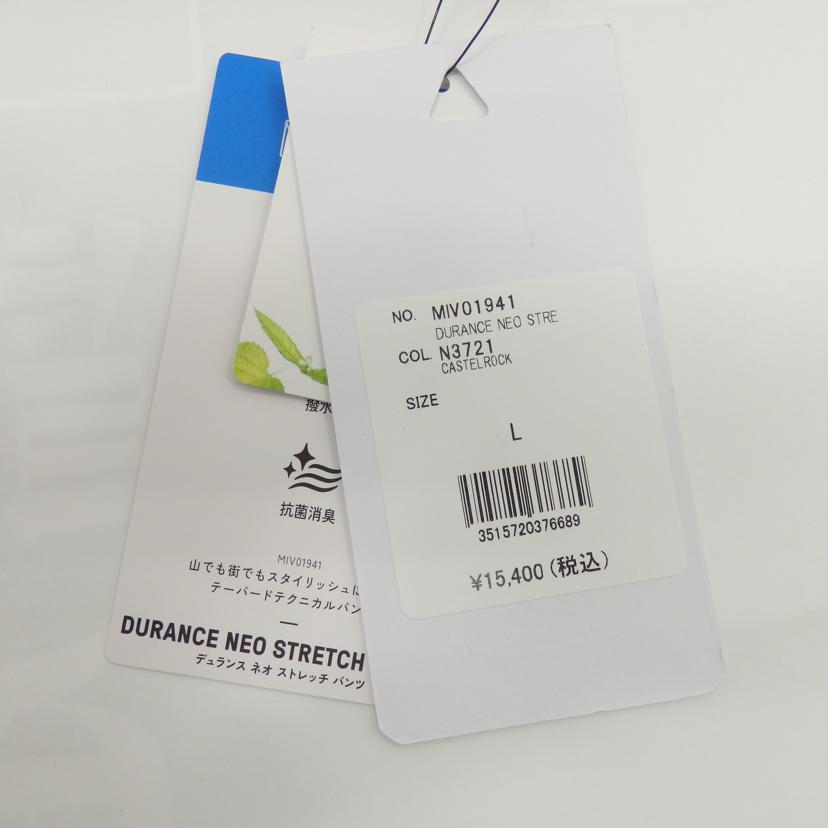 NO. MIV01941
DURANCE NEO STRE
COL. N3721
CASTELROCK
SIZE
L
3515720376689
¥15,400(税込)
撥水
抗菌消臭
MIV01941
山でも街でもスタイリッシュに
テーパードテクニカルパン
DURANCE NEO STRETCH
デュランス ネオ ストレッチ パンツ